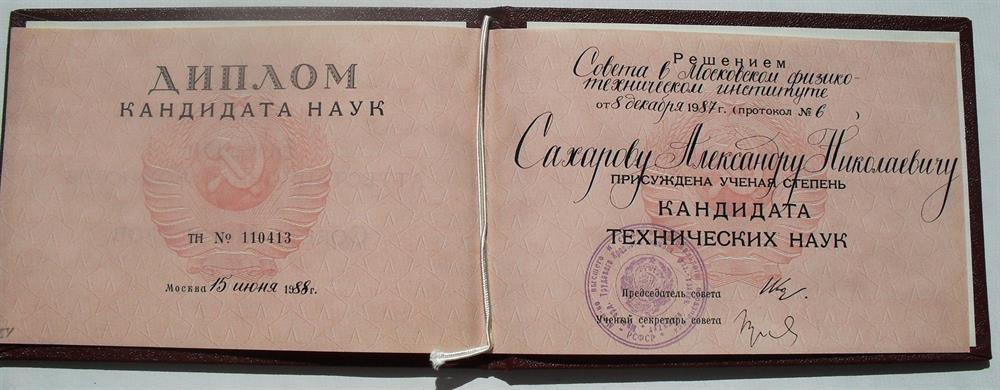 ДИПЛОМ
КАНДИДАТА НАУК
ТН № 110413
Москва 15 июня 1988 г.
Решением
Совета в Московском физико-
техническом институте
от 8 декабря 1987 г. (протокол № 6)
Сахарову Александру Николаевичу
ПРИСУЖДЕНА УЧЕНАЯ СТЕПЕНЬ
КАНДИДАТА
ТЕХНИЧЕСКИХ НАУК
Председатель совета
Ученый секретарь совета
РСФСР